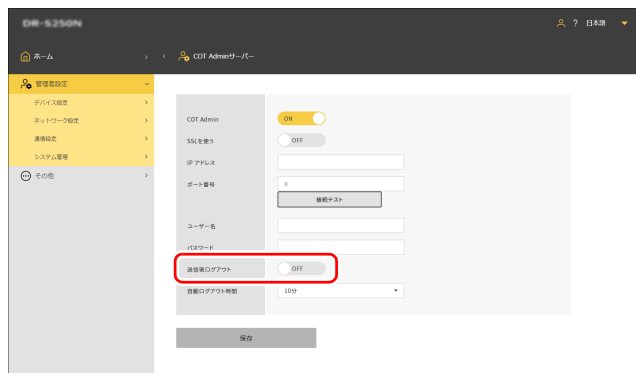 DR-S250N
? 日本語
ホーム
COT Adminサーバー
管理者設定
デバイス設定
ネットワーク設定
通信設定
システム管理
その他
COT Admin
ON
SSLを使う
OFF
IP アドレス
ポート番号
0
接続テスト
ユーザー名
パスワード
送信後ログアウト
OFF
自動ログアウト時間
10分
保存